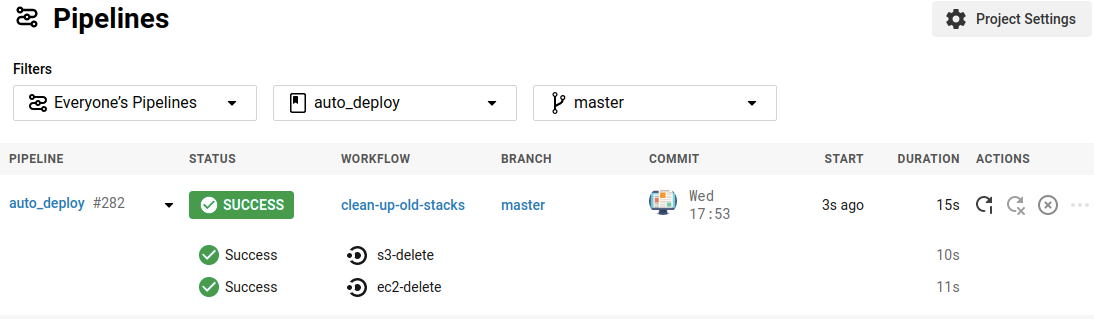 Pipelines
Project Settings
Filters
Everyone's Pipelines auto_deploy master
PIPELINE STATUS WORKFLOW BRANCH COMMIT START DURATION ACTIONS
auto_deploy #282 SUCCESS clean-up-old-stacks master Wed 17:53 3s ago 15s
Success s3-delete 10s
Success ec2-delete 11s